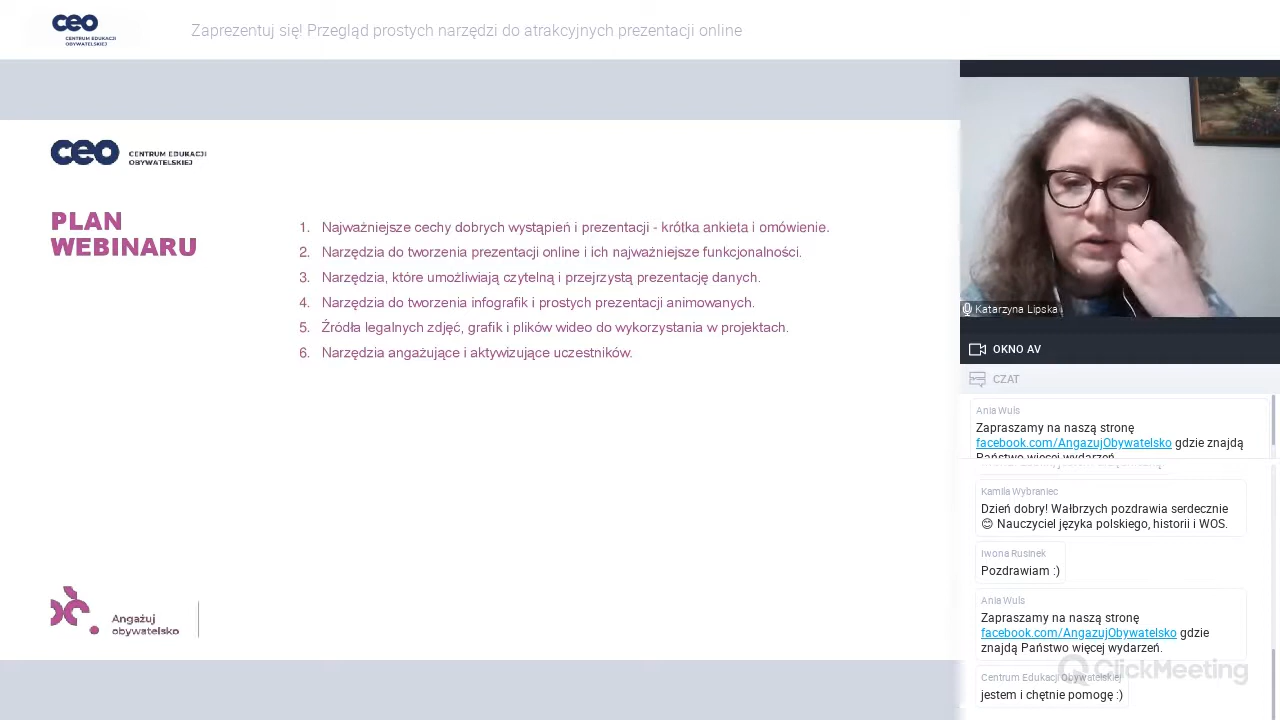 ceo
CENTRUM EDUKACJI
OBYWATELSKIEJ
Zaprezentuj się! Przegląd prostych narzędzi do atrakcyjnych prezentacji online
ceo
CENTRUM EDUKACJI
OBYWATELSKIEJ
PLAN
WEBINARU
1. Najważniejsze cechy dobrych wystąpień i prezentacji - krótka ankieta i omówienie.
2. Narzędzia do tworzenia prezentacji online i ich najważniejsze funkcjonalności.
3. Narzędzia, które umożliwiają czytelną i przejrzystą prezentację danych.
4. Narzędzia do tworzenia infografik i prostych prezentacji animowanych.
5. Źródła legalnych zdjęć, grafik i plików wideo do wykorzystania w projektach.
6. Narzędzia angażujące i aktywizujące uczestników.
Angażuj
obywatelsko
Katarzyna Lipska
OKNO AV
CZAT
Ania Wuls
Zapraszamy na naszą stronę
facebook.com/AngazujObywatelsko gdzie znajdą
Państwo więcej wydarzeń.
Kamila Wybraniec
Dzień dobry! Wałbrzych pozdrawia serdecznie
😊 Nauczyciel języka polskiego, historii i WOS.
Iwona Rusinek
Pozdrawiam :)
Ania Wuls
Zapraszamy na naszą stronę
facebook.com/AngazujObywatelsko gdzie
znajdą Państwo więcej wydarzeń.
Centrum Edukacji Obywatelskiej
jestem i chętnie pomogę :)
ClickMeeting